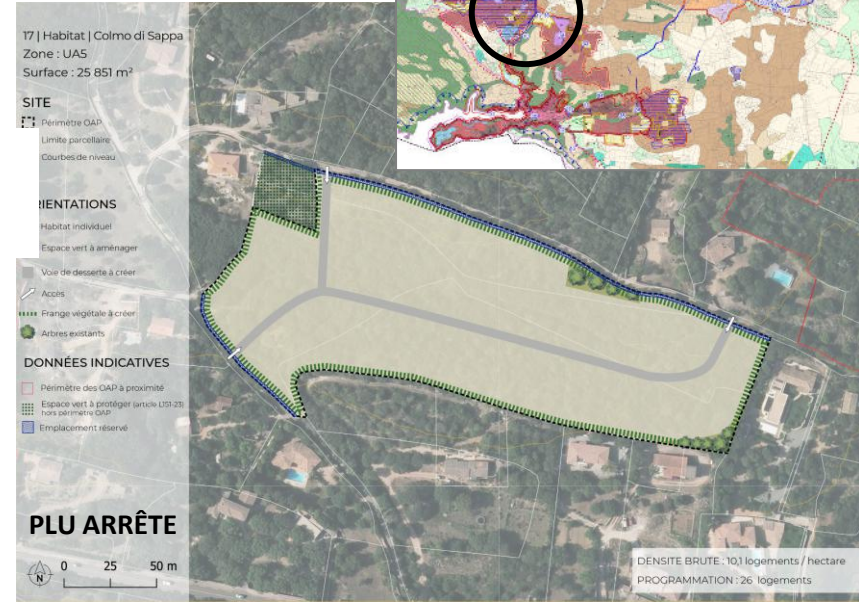 17 | Habitat | Colmo di Sappa
Zone : UA5
Surface : 25 851 m²
SITE
Périmètre OAP
Limite parcellaire
Courbes de niveau
RIENTATIONS
Habitat individuel
Espace vert à aménager
Voie de desserte à créer
Accès
Frange végétale à créer
Arbres existants
DONNÉES INDICATIVES
Périmètre des OAP à proximité
Espace vert à protéger (article L151-23)
hors périmètre OAP
Emplacement réservé
PLU ARRÊTE
N
0 25 50 m
DENSITE BRUTE : 10,1 logements / hectare
PROGRAMMATION : 26 logements